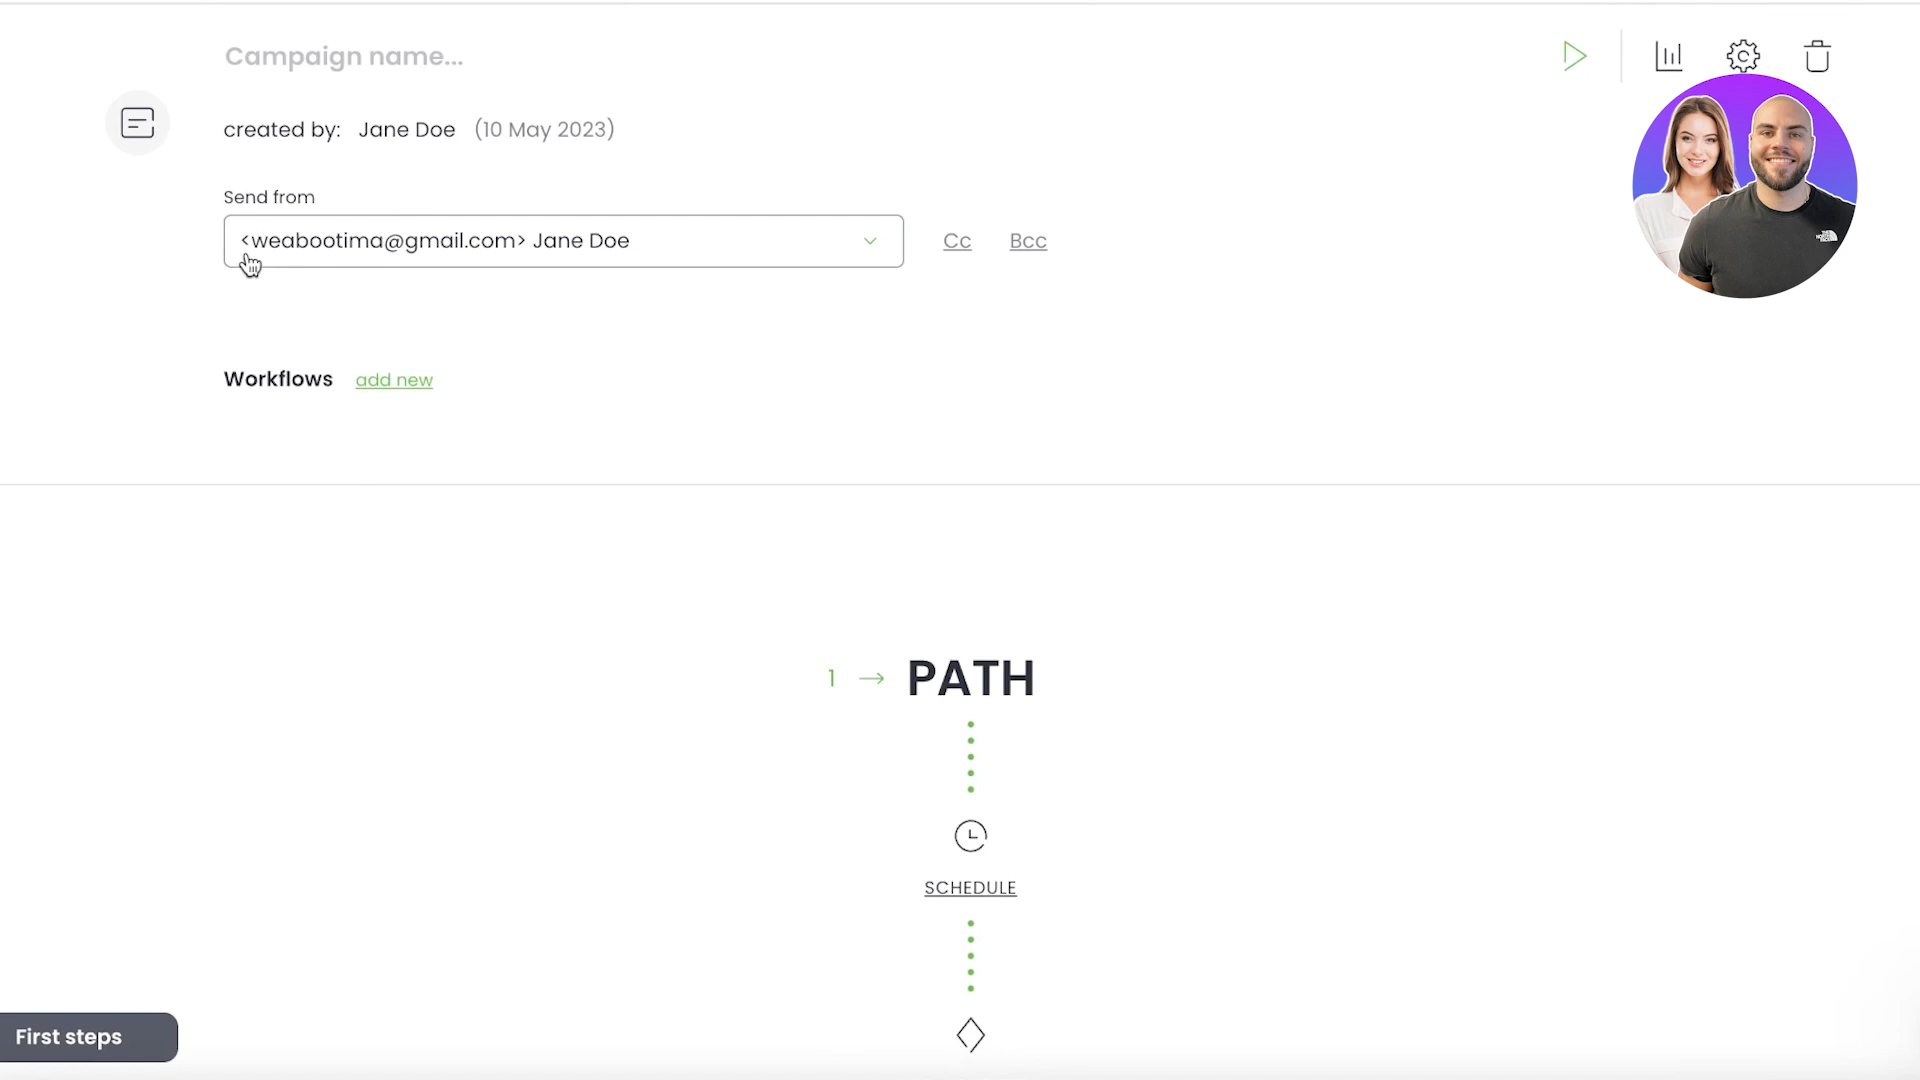 Campaign name...
created by: Jane Doe (10 May 2023)
Send from
<weabootima@gmail.com> Jane Doe
Cc Bcc
Workflows add new
1 → PATH
SCHEDULE
First steps